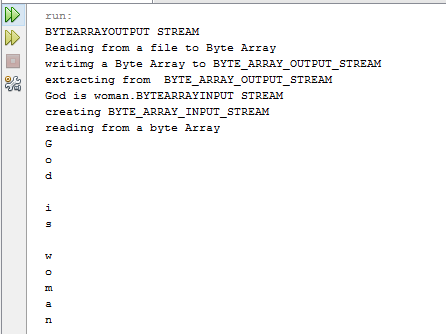 run:
BYTEARRAYOUTPUT STREAM
Reading from a file to Byte Array
writimg a Byte Array to BYTE_ARRAY_OUTPUT_STREAM
extracting from  BYTE_ARRAY_OUTPUT_STREAM
God is woman.BYTEARRAYINPUT STREAM
creating BYTE_ARRAY_INPUT_STREAM
reading from a byte Array
G
o
d

i
s

w
o
m
a
n